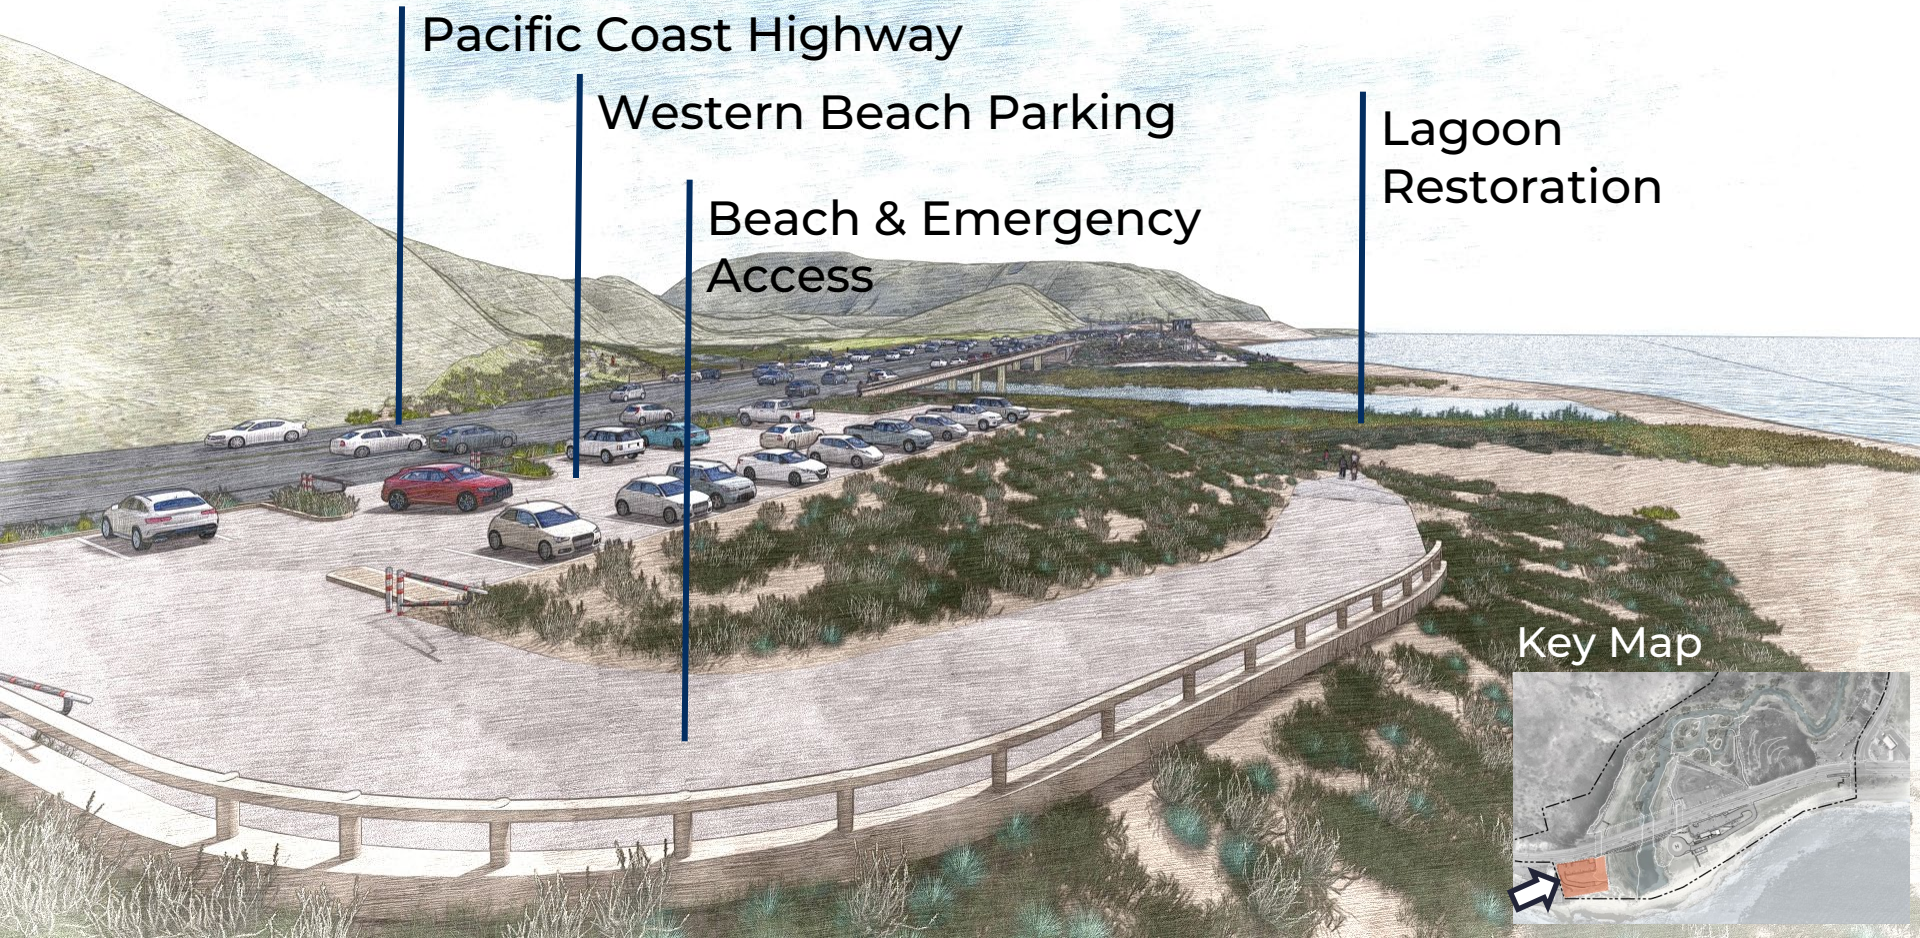 Pacific Coast Highway
Western Beach Parking
Beach & Emergency
Access
Lagoon
Restoration
Key Map